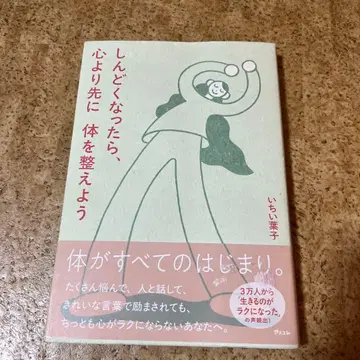 しんどくなったら、
心より先に 体を整えよう
いちい葉子
体がすべてのはじまり。
たくさん悩んで、人と話して、
きれいな言葉で励まされても、
ちっとも心がラクにならないあなたへ。
3万人から
「生きるのが
ラクになった」
の声続出!
アスコム